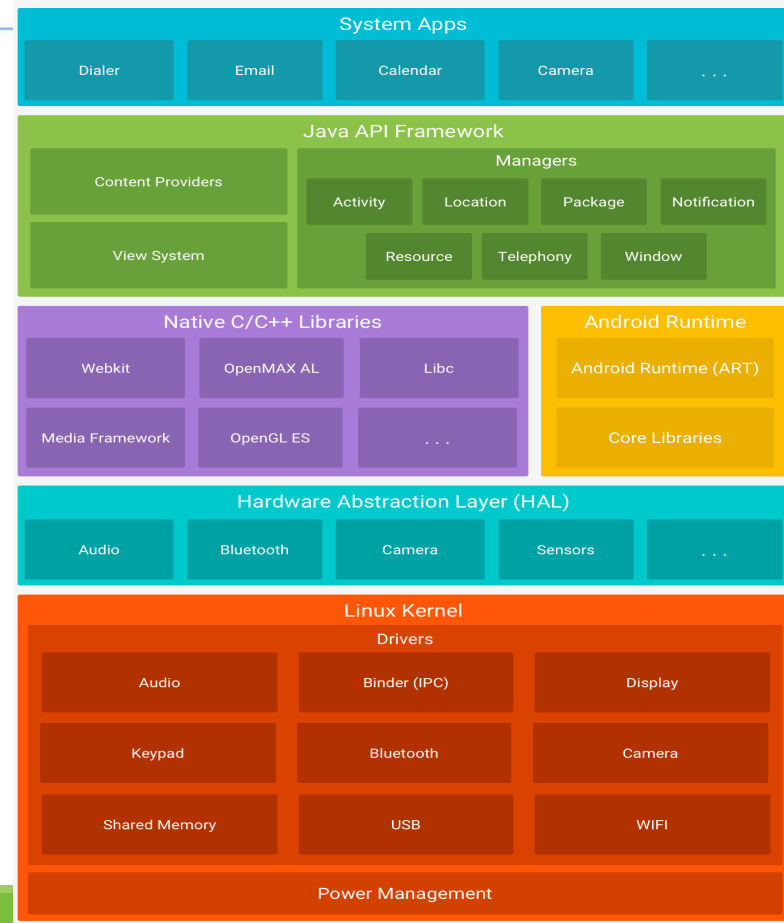 System Apps
Dialer
Email
Calendar
Camera
. . .
Java API Framework
Content Providers
View System
Managers
Activity
Location
Package
Notification
Resource
Telephony
Window
Native C/C++ Libraries
Webkit
OpenMAX AL
Libc
Media Framework
OpenGL ES
. . .
Android Runtime
Android Runtime (ART)
Core Libraries
Hardware Abstraction Layer (HAL)
Audio
Bluetooth
Camera
Sensors
. . .
Linux Kernel
Drivers
Audio
Binder (IPC)
Display
Keypad
Bluetooth
Camera
Shared Memory
USB
WIFI
Power Management